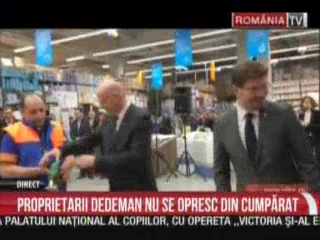 ROMÂNIA TV
DIRECT
PROPRIETARII DEDEMAN NU SE OPRESC DIN CUMPĂRAT
A PALATULUI NAȚIONAL AL COPIILOR, CU OPERETA „VICTORIA ȘI-AL E